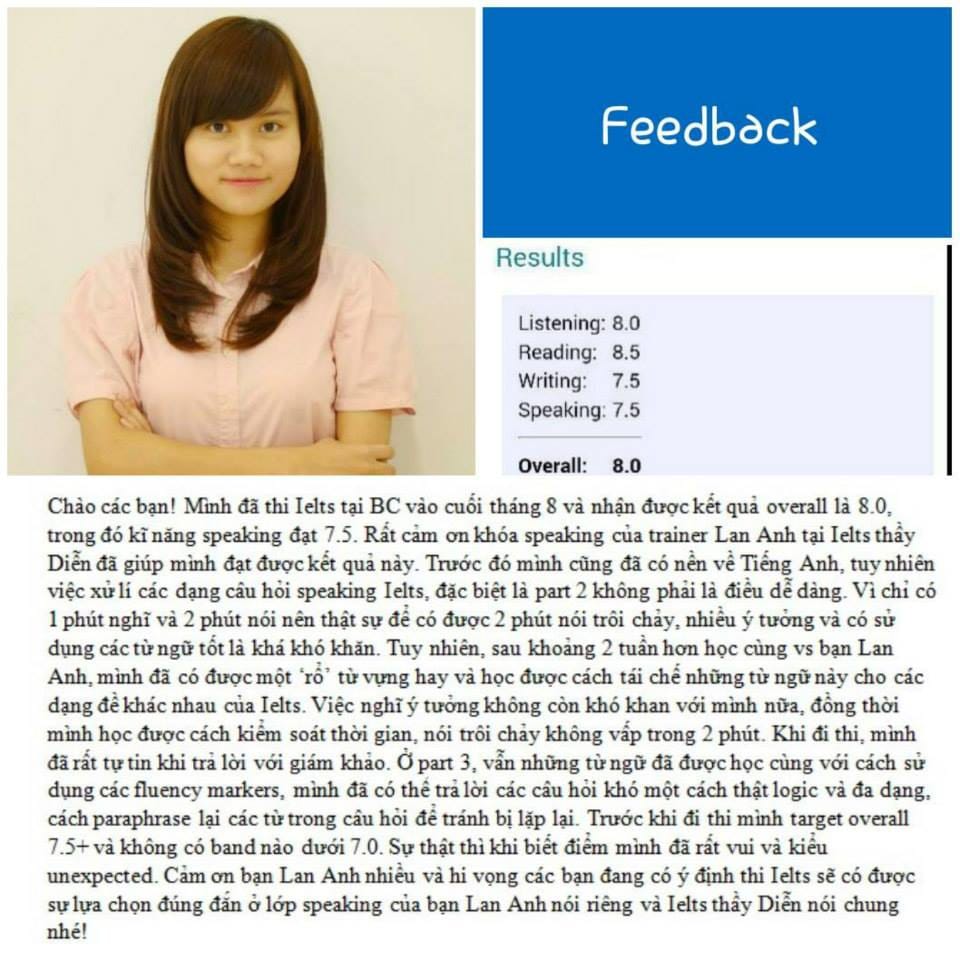 Feedback
Results
Listening: 8.0
Reading: 8.5
Writing: 7.5
Speaking: 7.5
Overall: 8.0
Chào các bạn! Mình đã thi Ielts tại BC vào cuối tháng 8 và nhận được kết quả overall là 8.0,
trong đó kĩ năng speaking đạt 7.5. Rất cảm ơn khóa speaking của trainer Lan Anh tại Ielts thầy
Diễn đã giúp mình đạt được kết quả này. Trước đó mình cũng đã có nền về Tiếng Anh, tuy nhiên
việc xử lí các dạng câu hỏi speaking Ielts, đặc biệt là part 2 không phải là điều dễ dàng. Vì chỉ có
1 phút nghĩ và 2 phút nói nên thật sự để có được 2 phút nói trôi chảy, nhiều ý tưởng và có sử
dụng các từ ngữ tốt là khá khó khăn. Tuy nhiên, sau khoảng 2 tuần hơn học cùng vs bạn Lan
Anh, mình đã có được một ‘rổ’ từ vựng hay và học được cách tái chế những từ ngữ này cho các
dạng đề khác nhau của Ielts. Việc nghĩ ý tưởng không còn khó khan với mình nữa, đồng thời
mình học được cách kiểm soát thời gian, nói trôi chảy không vấp trong 2 phút. Khi đi thi, mình
đã rất tự tin khi trả lời với giám khảo. Ở part 3, vẫn những từ ngữ đã được học cùng với cách sử
dụng các fluency markers, mình đã có thể trả lời các câu hỏi khó một cách thật logic và đa dạng,
cách paraphrase lại các từ trong câu hỏi để tránh bị lặp lại. Trước khi đi thi mình target overall
7.5+ và không có band nào dưới 7.0. Sự thật thì khi biết điểm mình đã rất vui và kiểu
unexpected. Cảm ơn bạn Lan Anh nhiều và hi vọng các bạn đang có ý định thi Ielts sẽ có được
sự lựa chọn đúng đắn ở lớp speaking của bạn Lan Anh nói riêng và Ielts thầy Diễn nói chung
nhé!